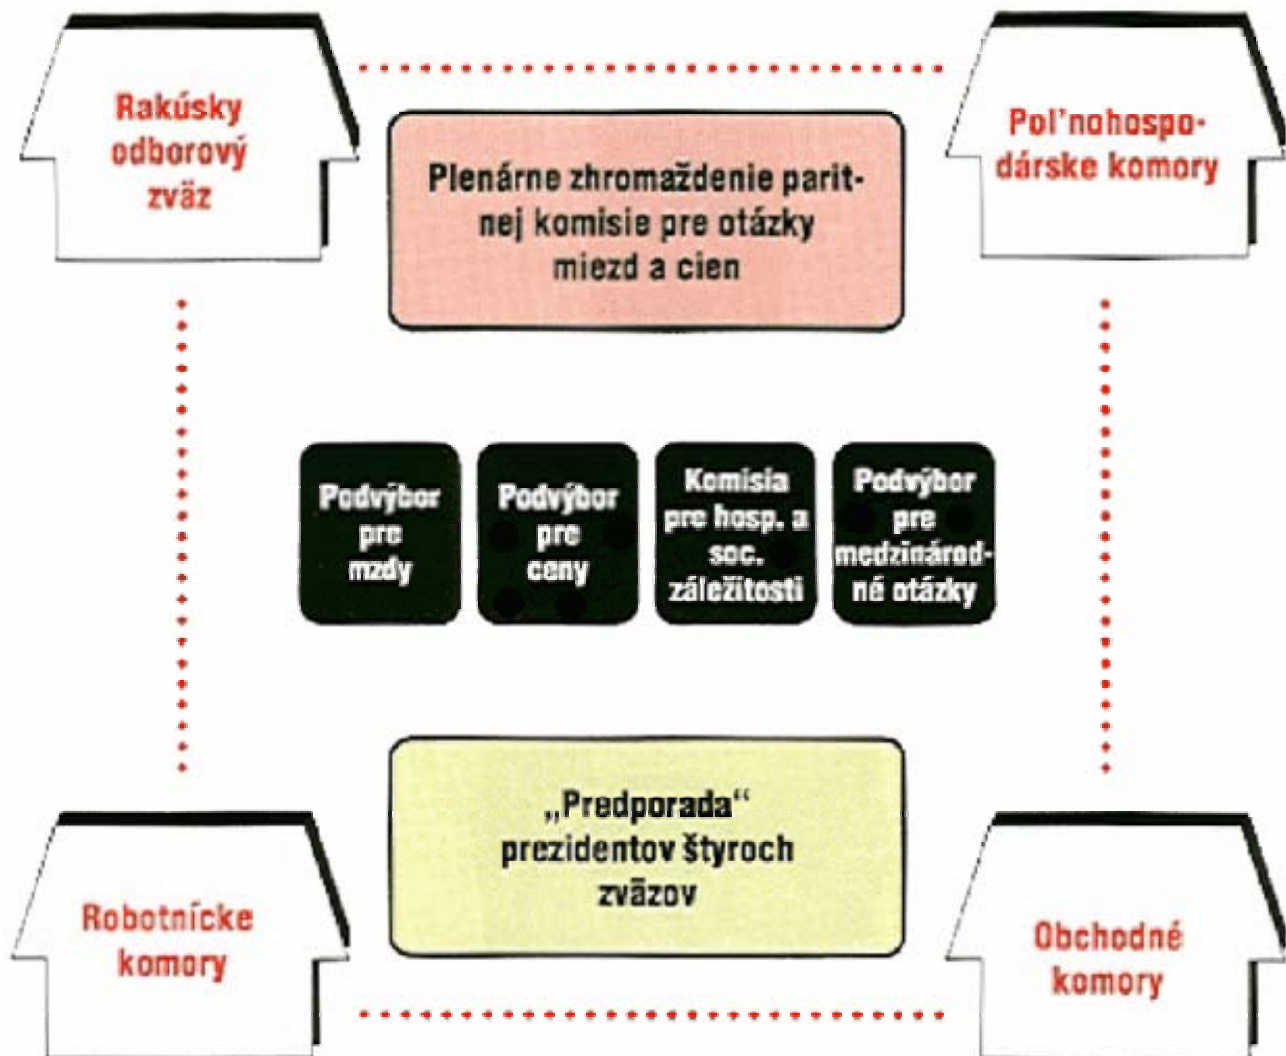 Rakúsky
odborový
zväz
Plenárne zhromaždenie parit-
nej komisie pre otázky
miezd a cien
Poľnohospo-
dárske komory
Podvýbor
pre
mzdy
Podvýbor
pre
ceny
Komisia
pre hosp. a
soc.
záležitosti
Podvýbor
pre
medzinárod-
né otázky
„Predporada“
prezidentov štyroch
zväzov
Robotnícke
komory
Obchodné
komory